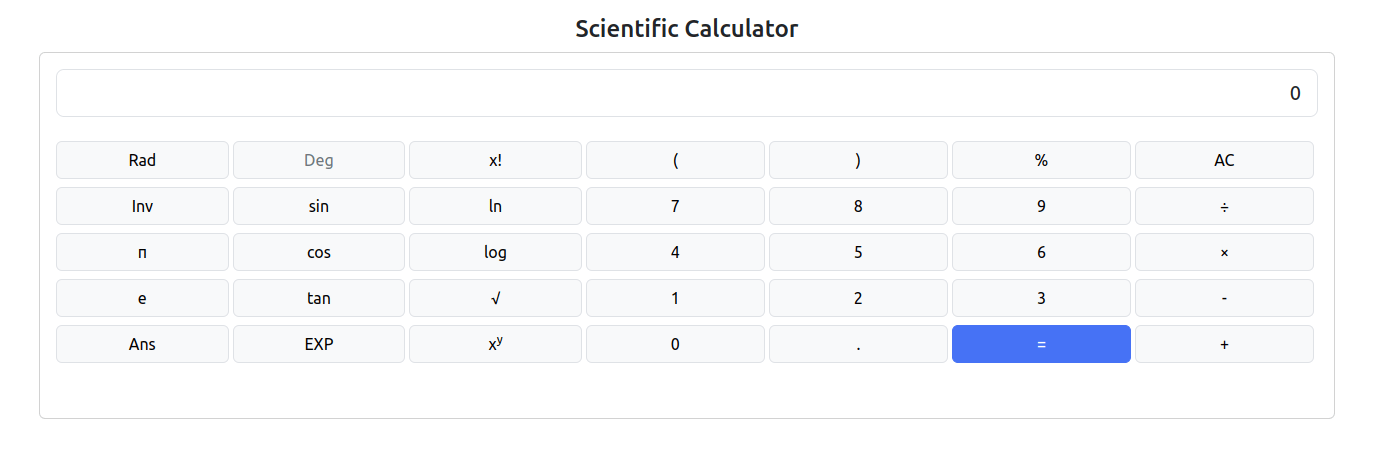 Scientific Calculator
0
Rad Deg x! ( ) % AC
Inv sin ln 7 8 9 ÷
π cos log 4 5 6 ×
e tan √ 1 2 3 -
Ans EXP xʸ 0 . = +